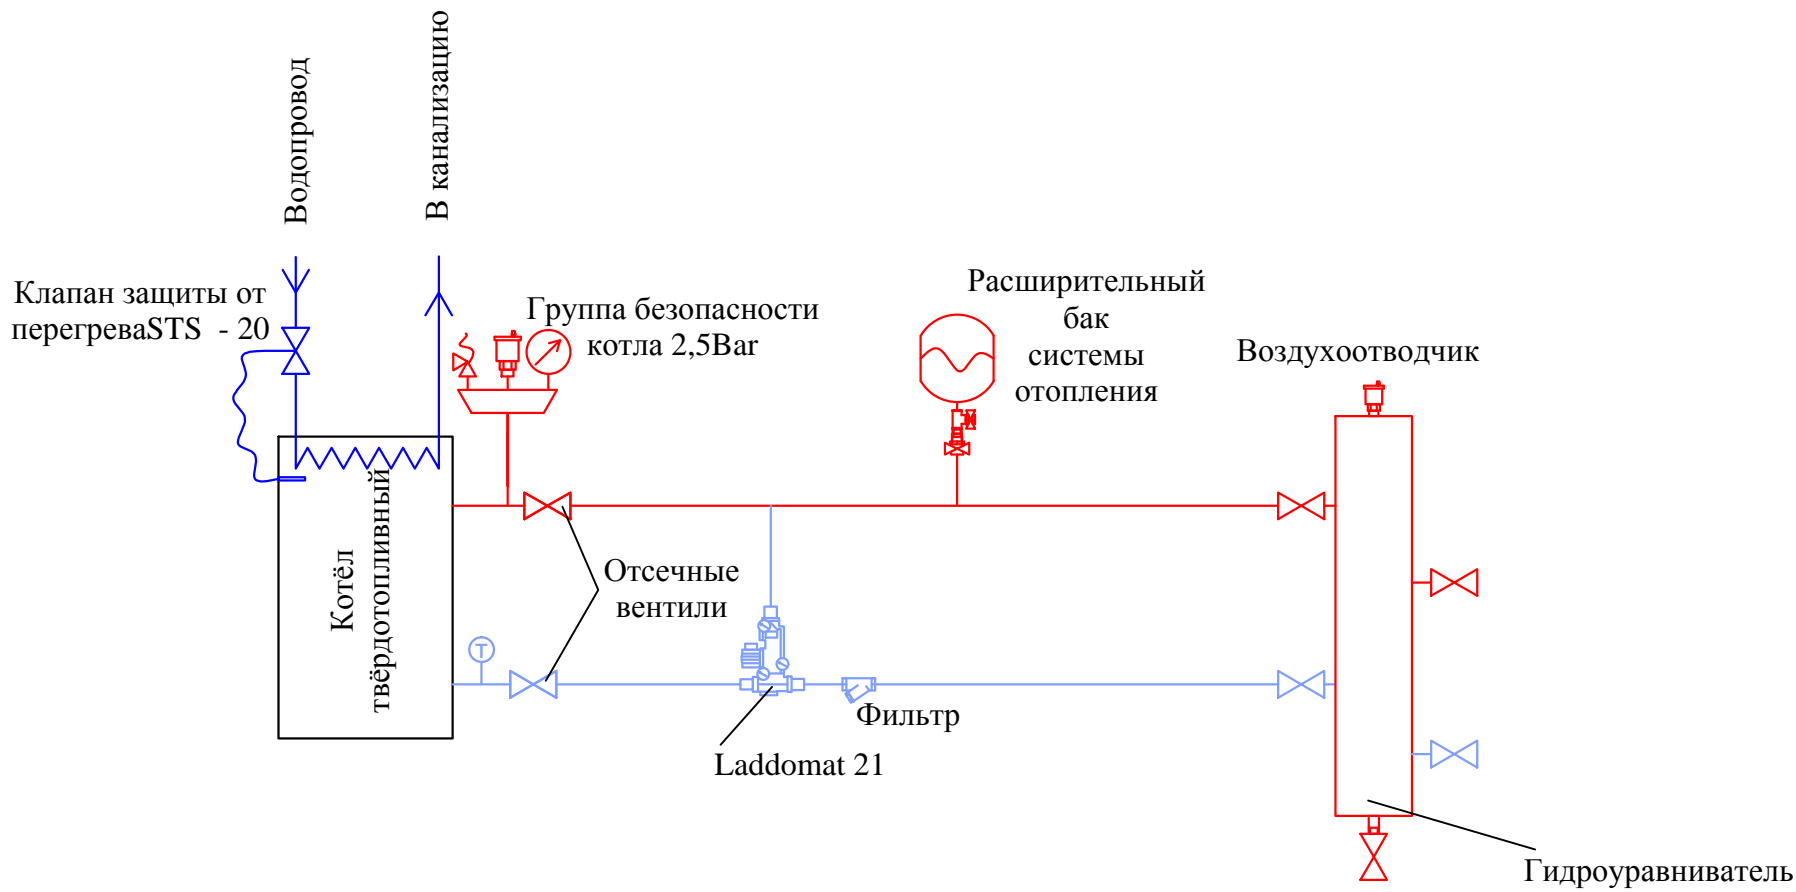 Водопровод
В канализацию
Клапан защиты от
перегреваSTS - 20
Группа безопасности
котла 2,5Bar
Расширительный
бак
системы
отопления
Воздухоотводчик
Котёл
твёрдотопливный
Отсечные
вентили
T
Фильтр
Laddomat 21
Гидроуравниватель